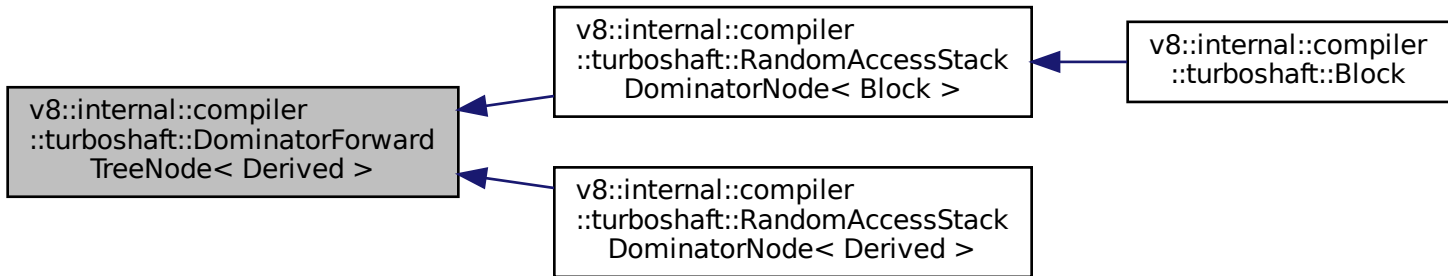 v8::internal::compiler
::turboshaft::DominatorForward
TreeNode< Derived >
v8::internal::compiler
::turboshaft::RandomAccessStack
DominatorNode< Block >
v8::internal::compiler
::turboshaft::Block
v8::internal::compiler
::turboshaft::RandomAccessStack
DominatorNode< Derived >